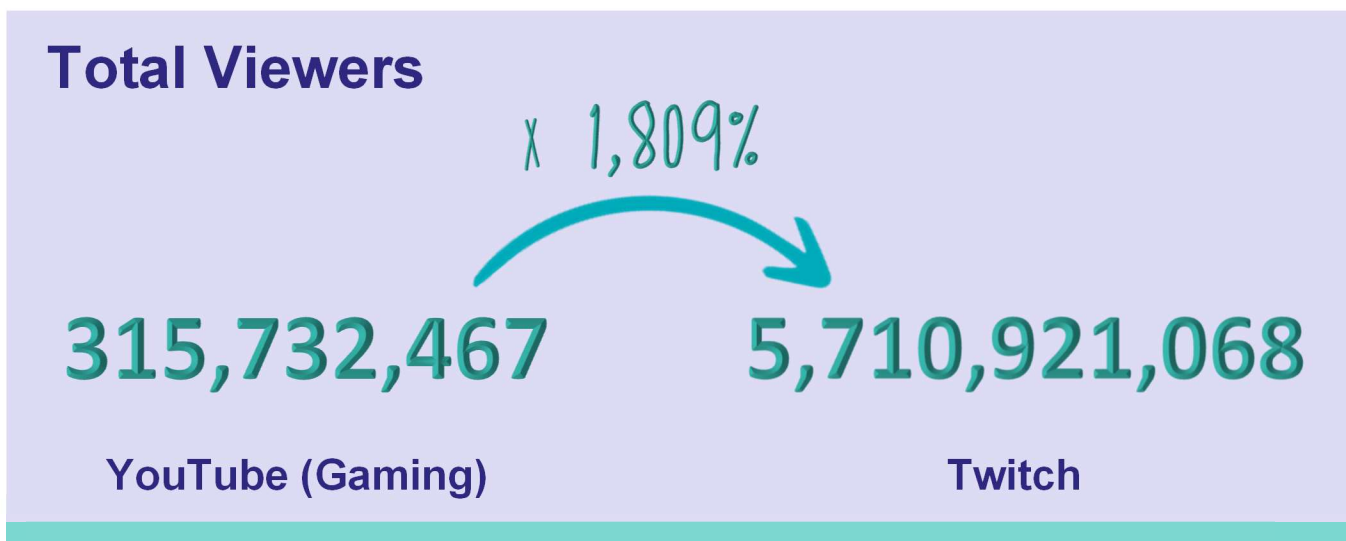 Total Viewers
x 1,809%
315,732,467 5,710,921,068
YouTube (Gaming) Twitch